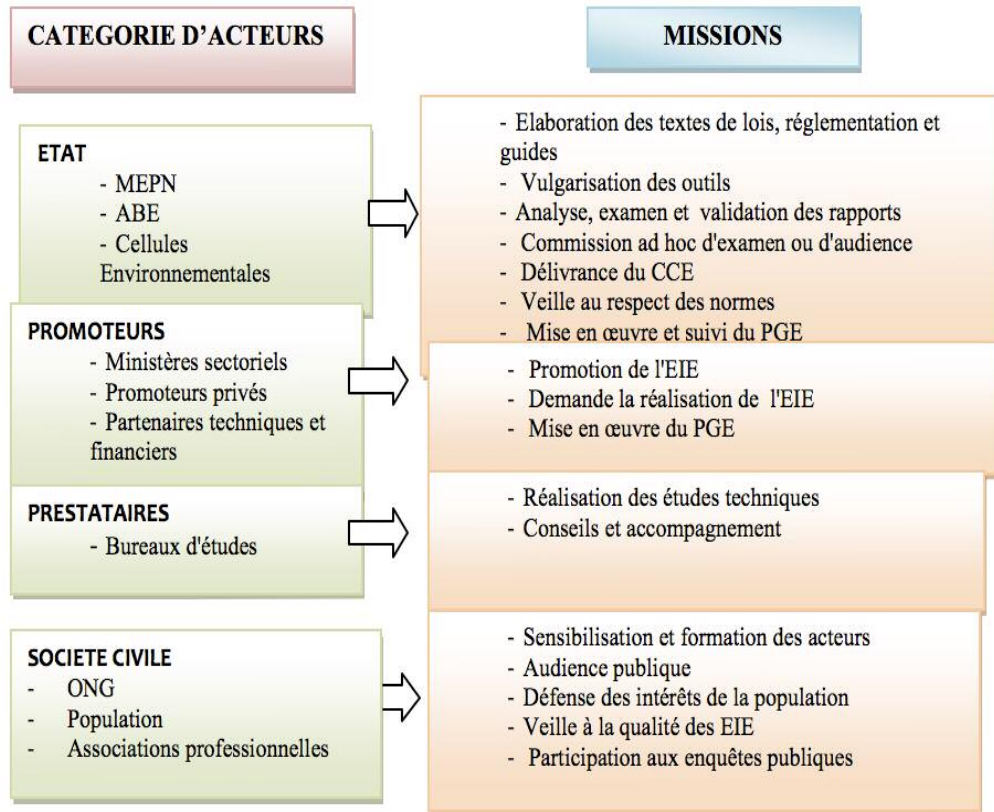 CATEGORIE D'ACTEURS
MISSIONS
ETAT
- MEPN
- ABE
- Cellules
Environnementales
- Elaboration des textes de lois, réglementation et
guides
- Vulgarisation des outils
- Analyse, examen et validation des rapports
- Commission ad hoc d'examen ou d'audience
- Délivrance du CCE
- Veille au respect des normes
- Mise en œuvre et suivi du PGE
PROMOTEURS
- Ministères sectoriels
- Promoteurs privés
- Partenaires techniques et
financiers
- Promotion de l'EIE
- Demande la réalisation de l'EIE
- Mise en œuvre du PGE
PRESTATAIRES
- Bureaux d'études
- Réalisation des études techniques
- Conseils et accompagnement
SOCIETE CIVILE
- ONG
- Population
- Associations professionnelles
- Sensibilisation et formation des acteurs
- Audience publique
- Défense des intérêts de la population
- Veille à la qualité des EIE
- Participation aux enquêtes publiques